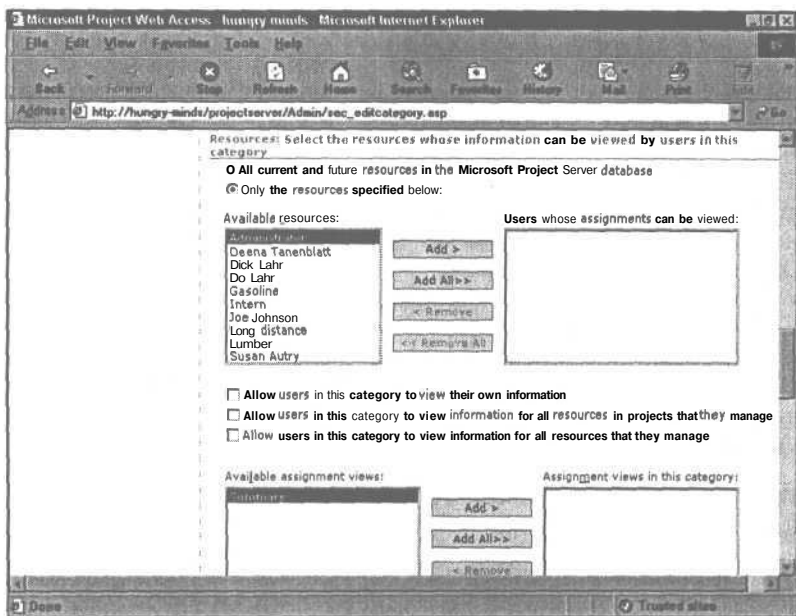 Microsoft Project Web Access - hungry minds - Microsoft Internet Explorer
File Edit View Favorites Tools Help
Back Forward Stop Refresh Home Search Favorites History Mail Print Edit
Address http://hungry-minds/projectserver/Admin/sec_editcategory.asp Go
Resources: Select the resources whose information can be viewed by users in this
category
All current and future resources in the Microsoft Project Server database
Only the resources specified below:
Available resources: Users whose assignments can be viewed:
Administrator
Deena Tanenblatt
Dick Lahr
Do Lahr
Gasoline
Intern
Joe Johnson
Long distance
Lumber
Susan Autry
Add >
Add All>>
< Remove
<< Remove All
Allow users in this category to view their own information
Allow users in this category to view information for all resources in projects that they manage
Allow users in this category to view information for all resources that they manage
Available assignment views: Assignment views in this category:
Summary
Add >
Add All>>
< Remove
Done Trusted sites